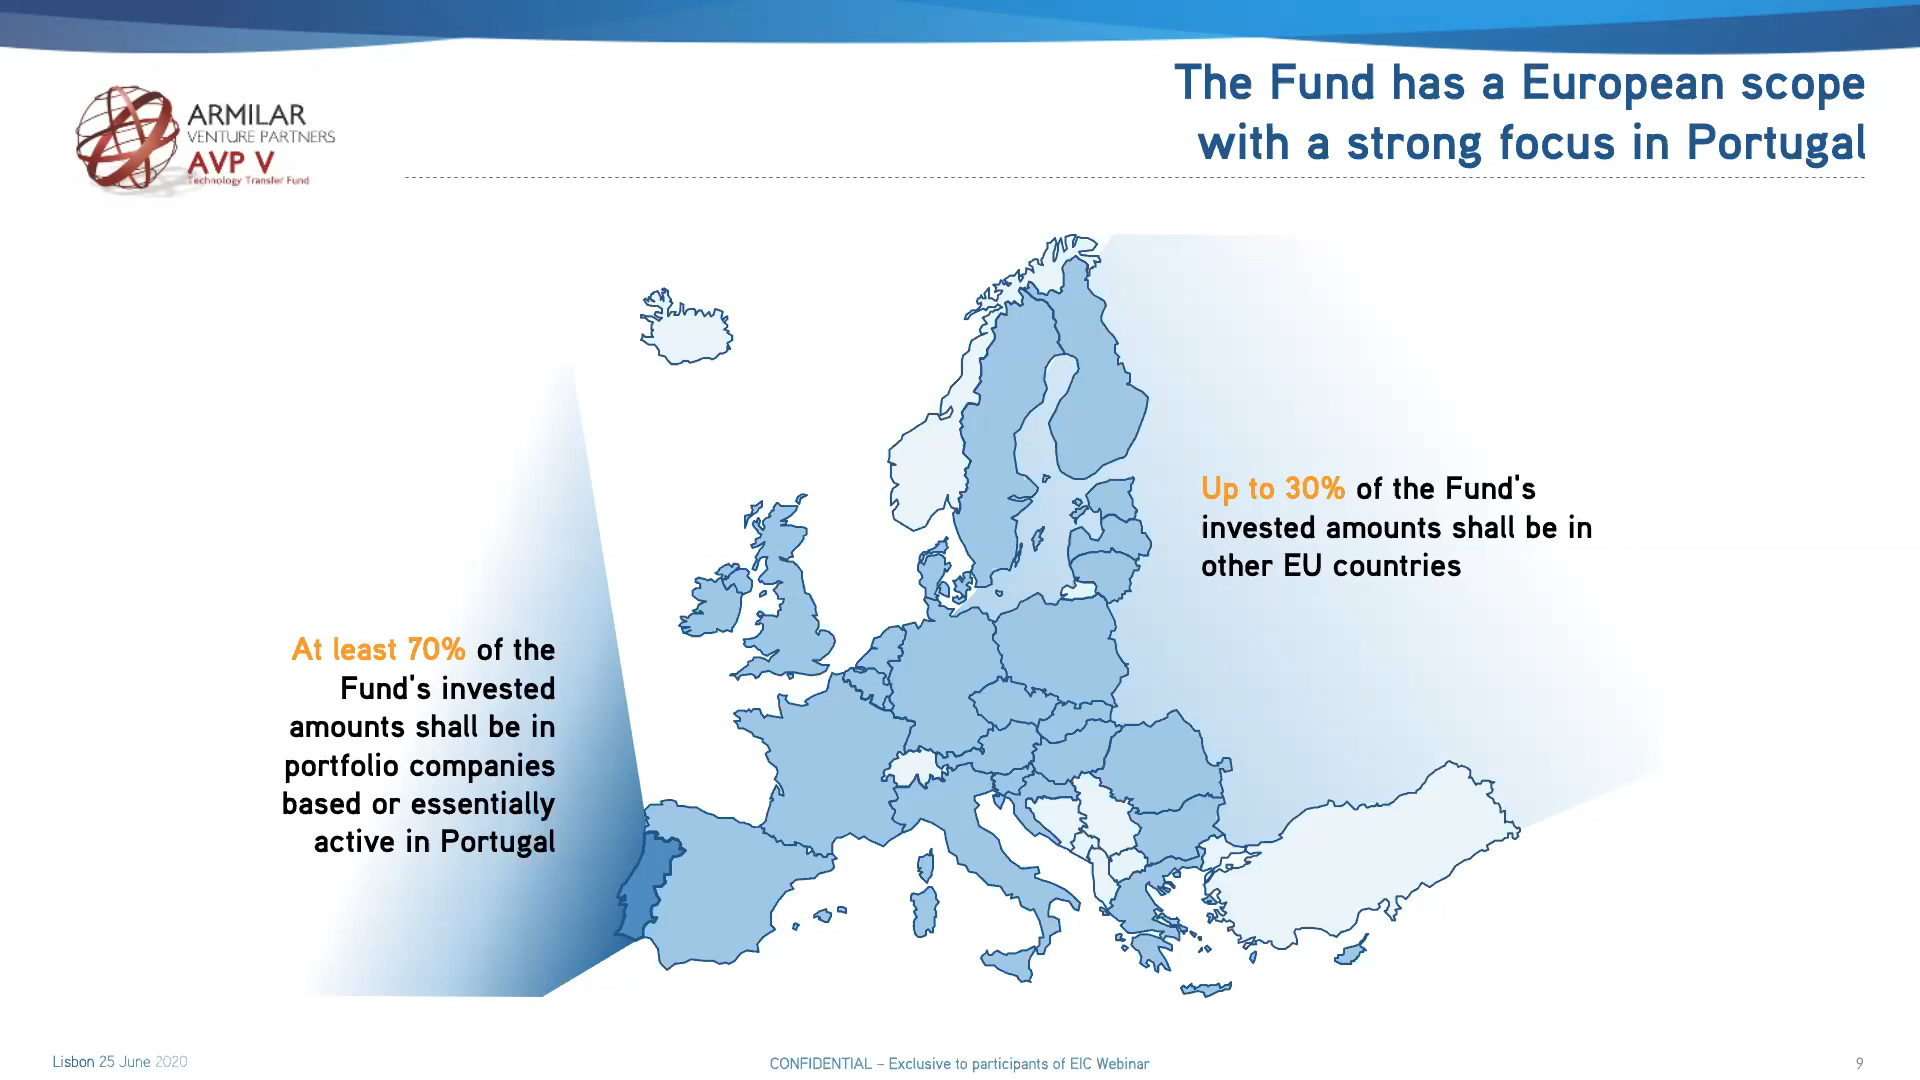 ARMILAR
VENTURE PARTNERS
AVP V
Technology Transfer Fund
The Fund has a European scope
with a strong focus in Portugal
Up to 30% of the Fund's
invested amounts shall be in
other EU countries
At least 70% of the
Fund's invested
amounts shall be in
portfolio companies
based or essentially
active in Portugal
Lisbon 25 June 2020
CONFIDENTIAL – Exclusive to participants of EIC Webinar
9